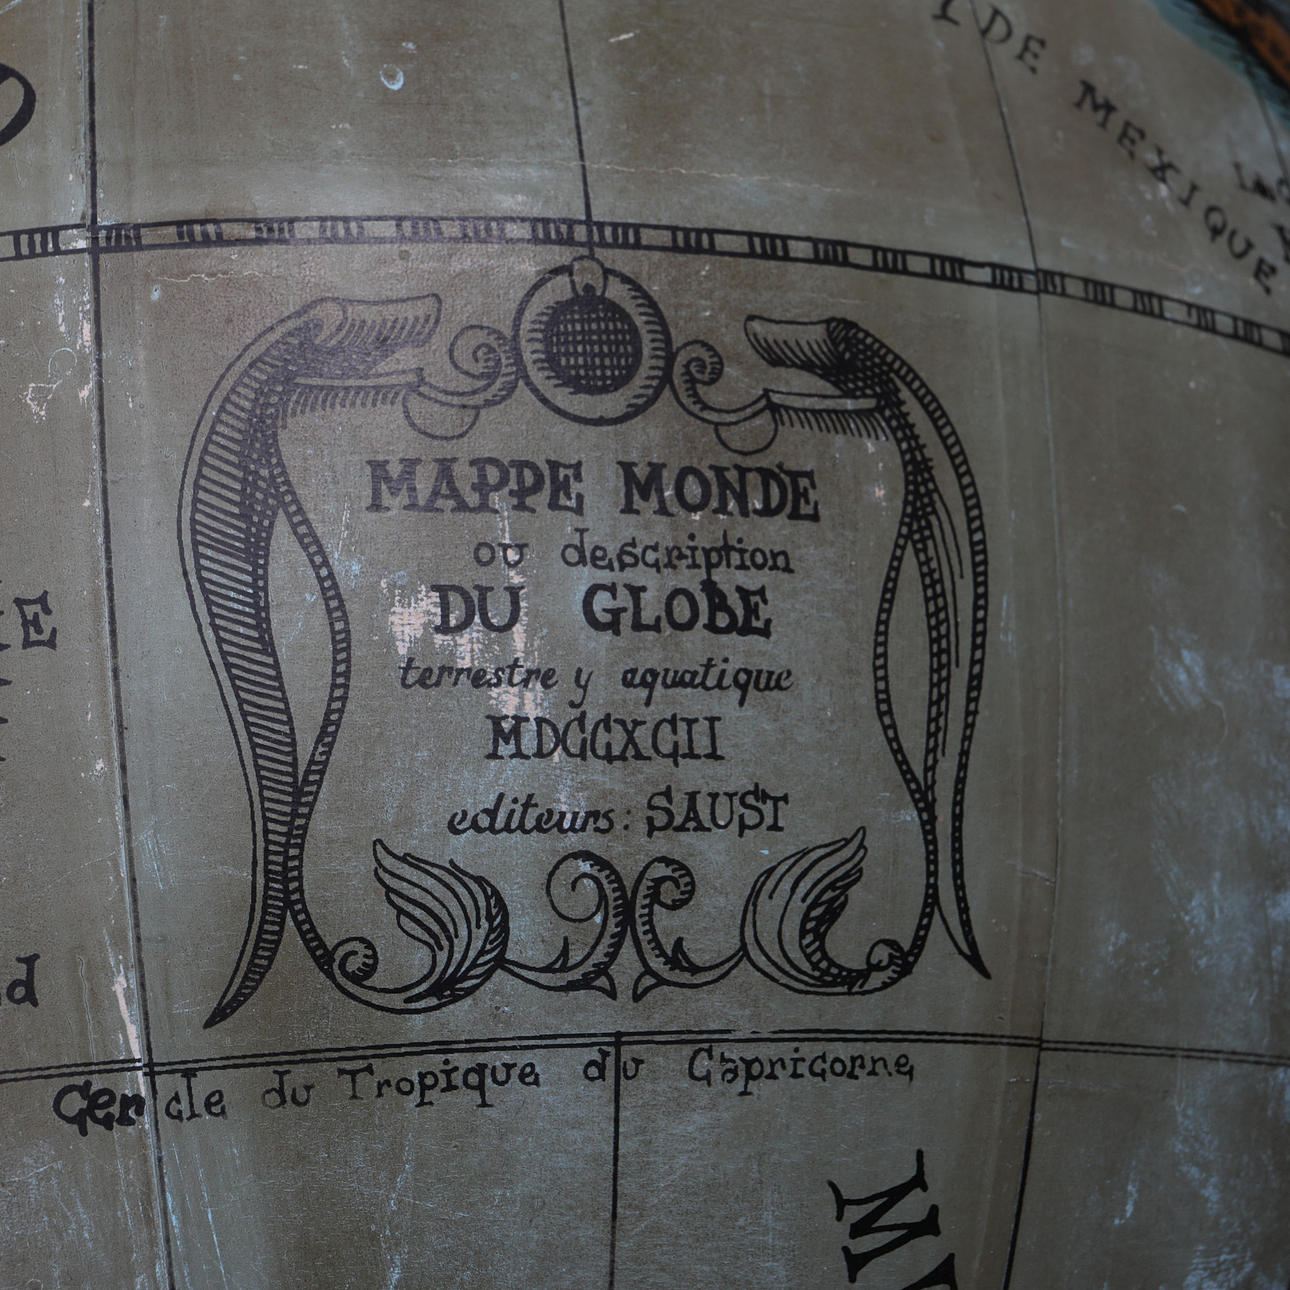 DE MEXIQUE
MAPPE MONDE
ou description
DU GLOBE
terrestre y aquatique
MDCCXCII
editeurs: SAUST
Cercle du Tropique du Capricorne